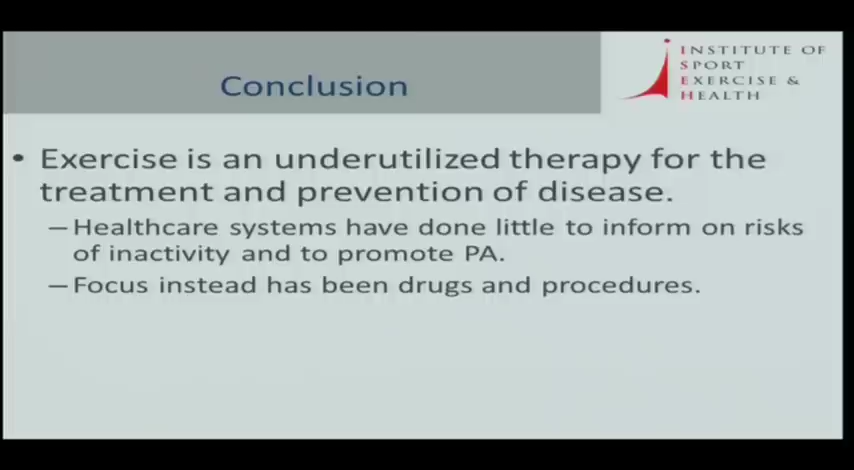 Conclusion
INSTITUTE OF
SPORT
EXERCISE &
HEALTH
• Exercise is an underutilized therapy for the
treatment and prevention of disease.
– Healthcare systems have done little to inform on risks
of inactivity and to promote PA.
– Focus instead has been drugs and procedures.